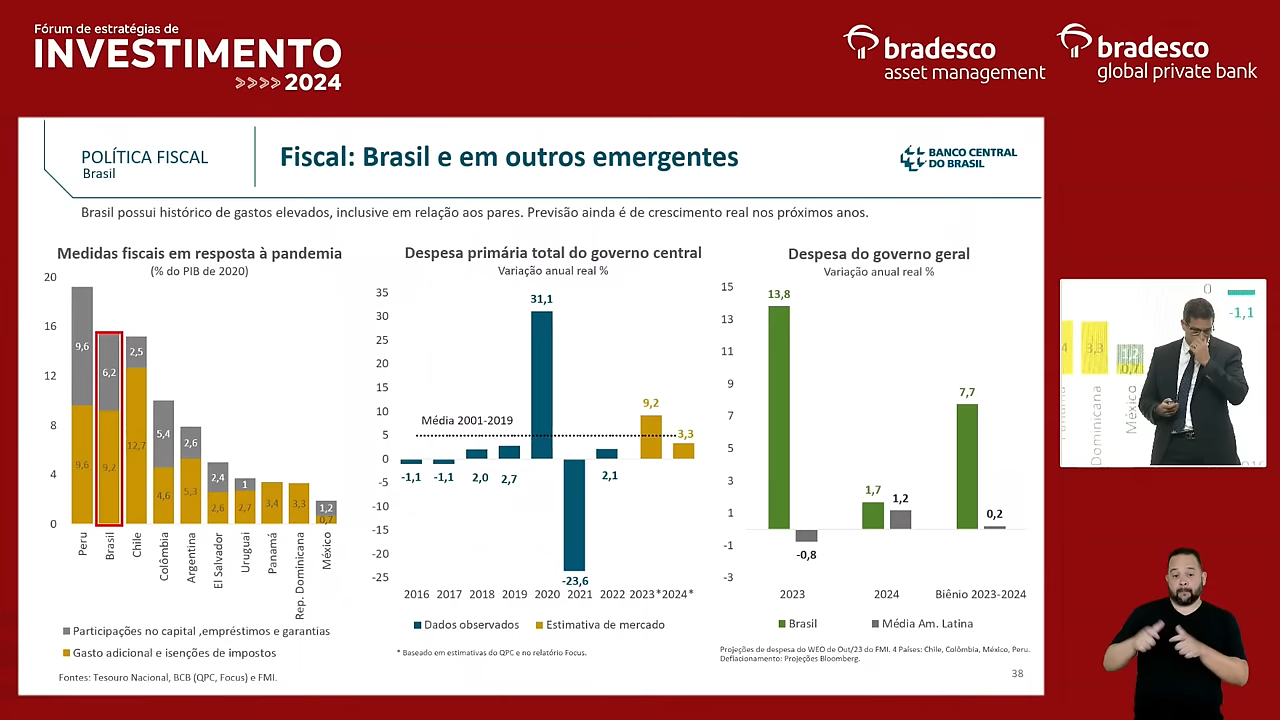 Fórum de estratégias de
INVESTIMENTO
>>>> 2024
bradesco
asset management
bradesco
global private bank
POLÍTICA FISCAL
Brasil
Fiscal: Brasil e em outros emergentes
BANCO CENTRAL
DO BRASIL
Brasil possui histórico de gastos elevados, inclusive em relação aos pares. Previsão ainda é de crescimento real nos próximos anos.
Medidas fiscais em resposta à pandemia
(% do PIB de 2020)
20
16
12
8
4
0
9,6
9,6
6,2
9,2
2,5
12,7
5,4
4,6
2,6
5,3
2,4
2,6
1
2,7
3,4
3,3
1,2
0,7
Peru
Brasil
Chile
Colômbia
Argentina
El Salvador
Uruguai
Panamá
Rep. Dominicana
México
Participações no capital ,empréstimos e garantias
Gasto adicional e isenções de impostos
Fontes: Tesouro Nacional, BCB (QPC, Focus) e FMI.
Despesa primária total do governo central
Variação anual real %
35
30
25
20
15
10
5
0
-5
-10
-15
-20
-25
Média 2001-2019
-1,1
-1,1
2,0
2,7
31,1
-23,6
2,1
9,2
3,3
2016 2017 2018 2019 2020 2021 2022 2023* 2024*
Dados observados
Estimativa de mercado
* Baseado em estimativas do QPC e no relatório Focus.
Despesa do governo geral
Variação anual real %
15
13
11
9
7
5
3
1
-1
-3
13,8
-0,8
1,7
1,2
7,7
0,2
2023 2024 Biênio 2023-2024
Brasil
Média Am. Latina
Projeções de despesa do WEO de Out/23 do FMI. 4 Países: Chile, Colômbia, México, Peru.
Deflacionamento: Projeções Bloomberg.
38
0
-1,1
4
3,3
1,2
0,7
Dominicana
México